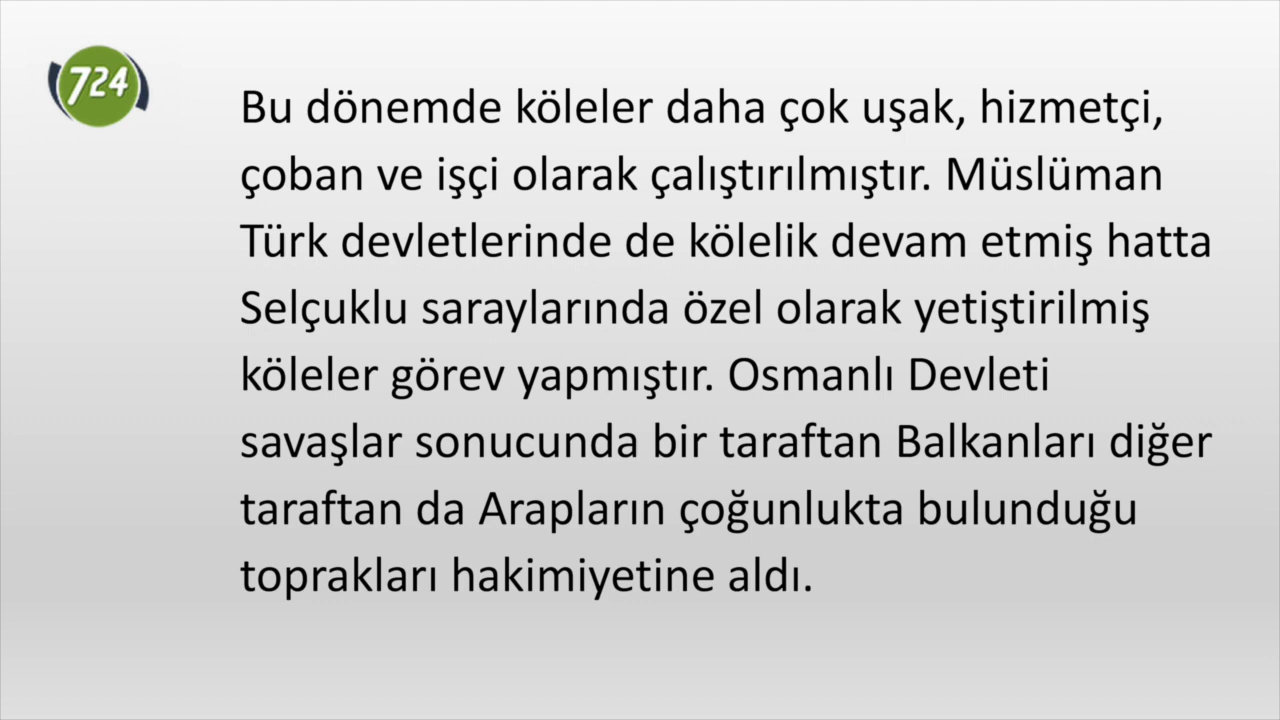 724
Bu dönemde köleler daha çok uşak, hizmetçi,
çoban ve işçi olarak çalıştırılmıştır. Müslüman
Türk devletlerinde de kölelik devam etmiş hatta
Selçuklu saraylarında özel olarak yetiştirilmiş
köleler görev yapmıştır. Osmanlı Devleti
savaşlar sonucunda bir taraftan Balkanları diğer
taraftan da Arapların çoğunlukta bulunduğu
toprakları hakimiyetine aldı.